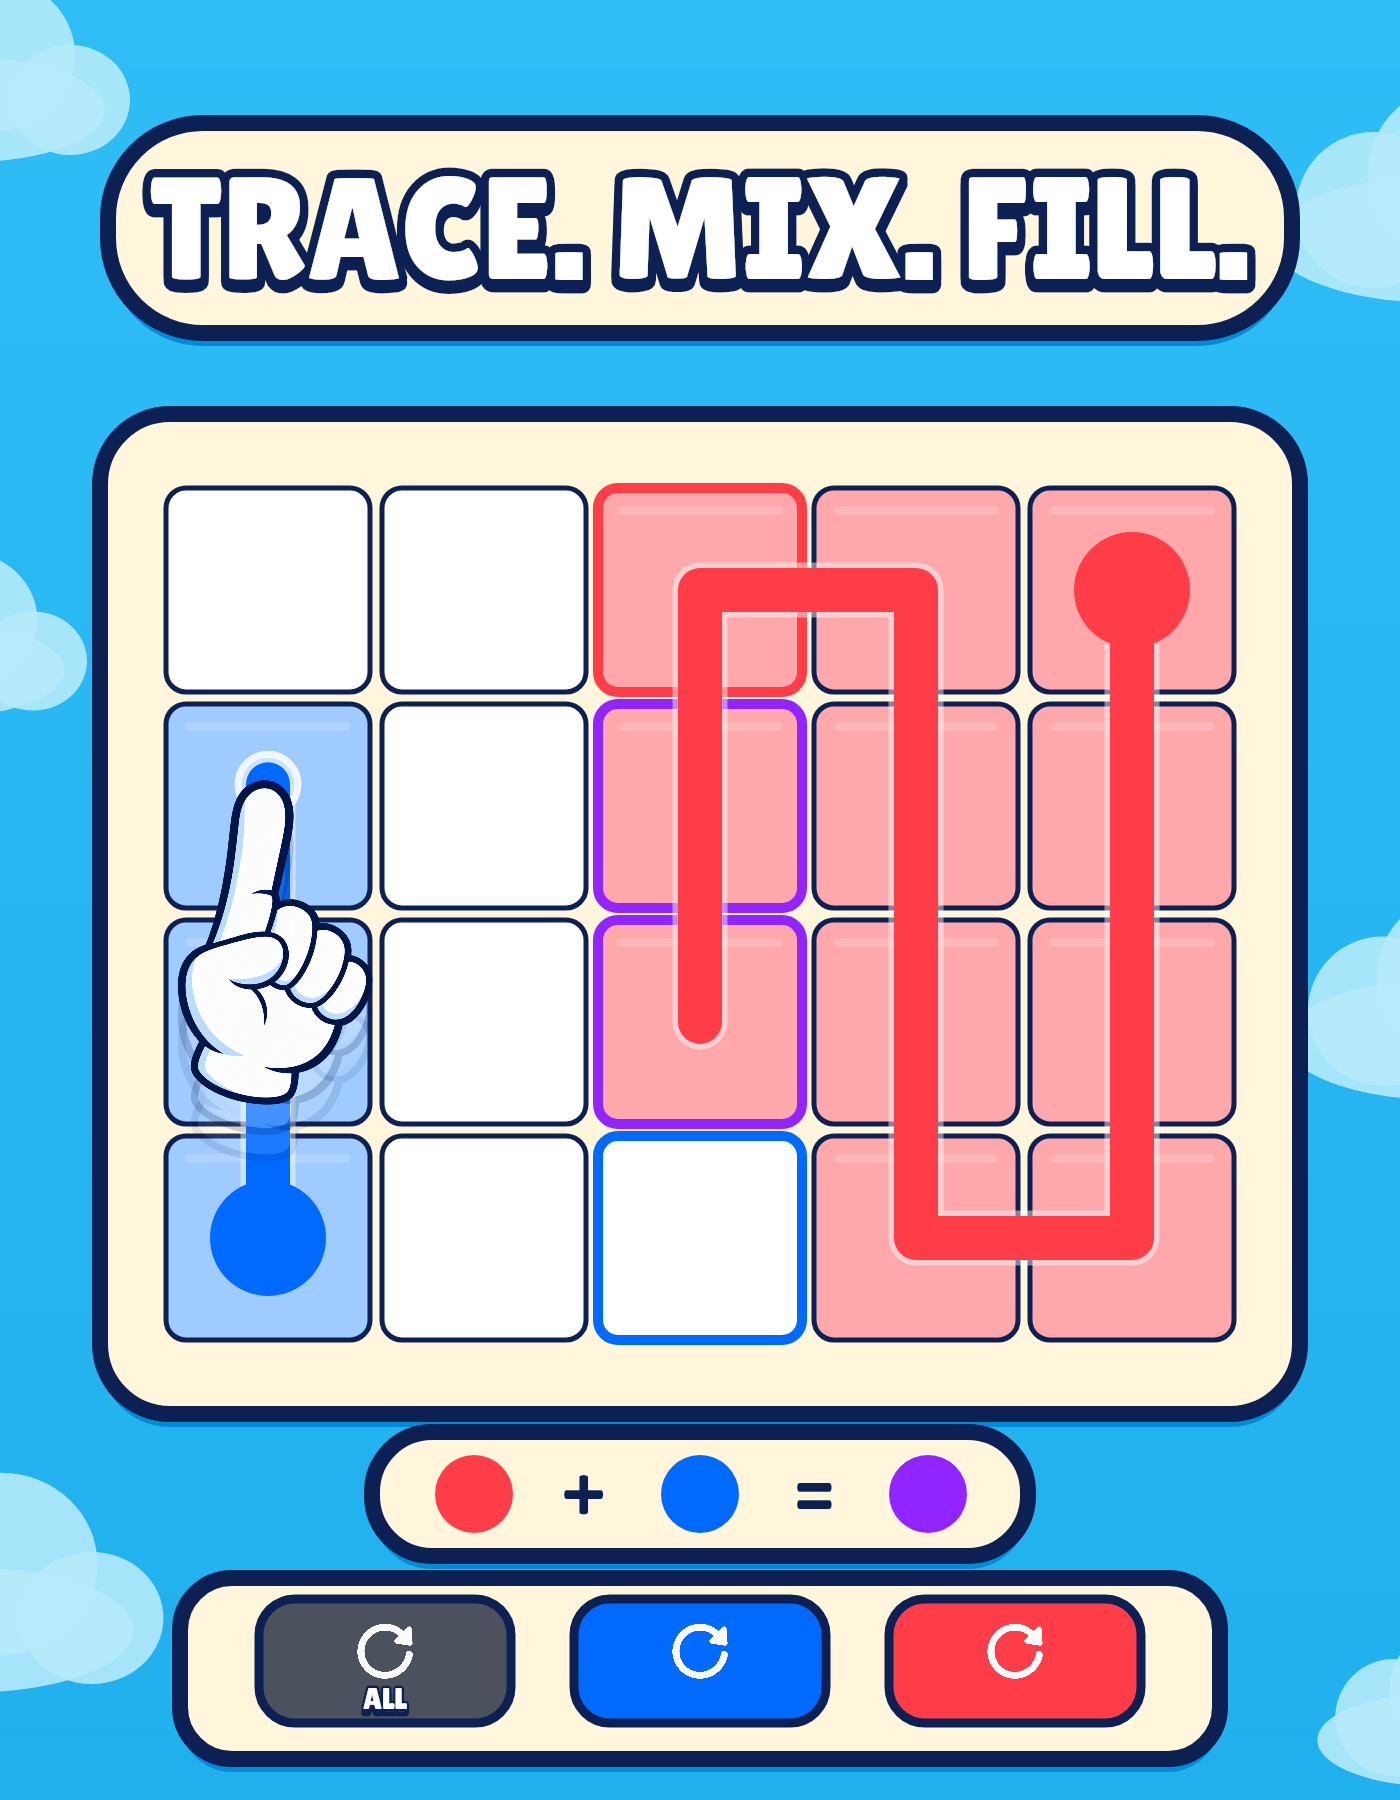 TRACE. MIX. FILL.
+ =
ALL